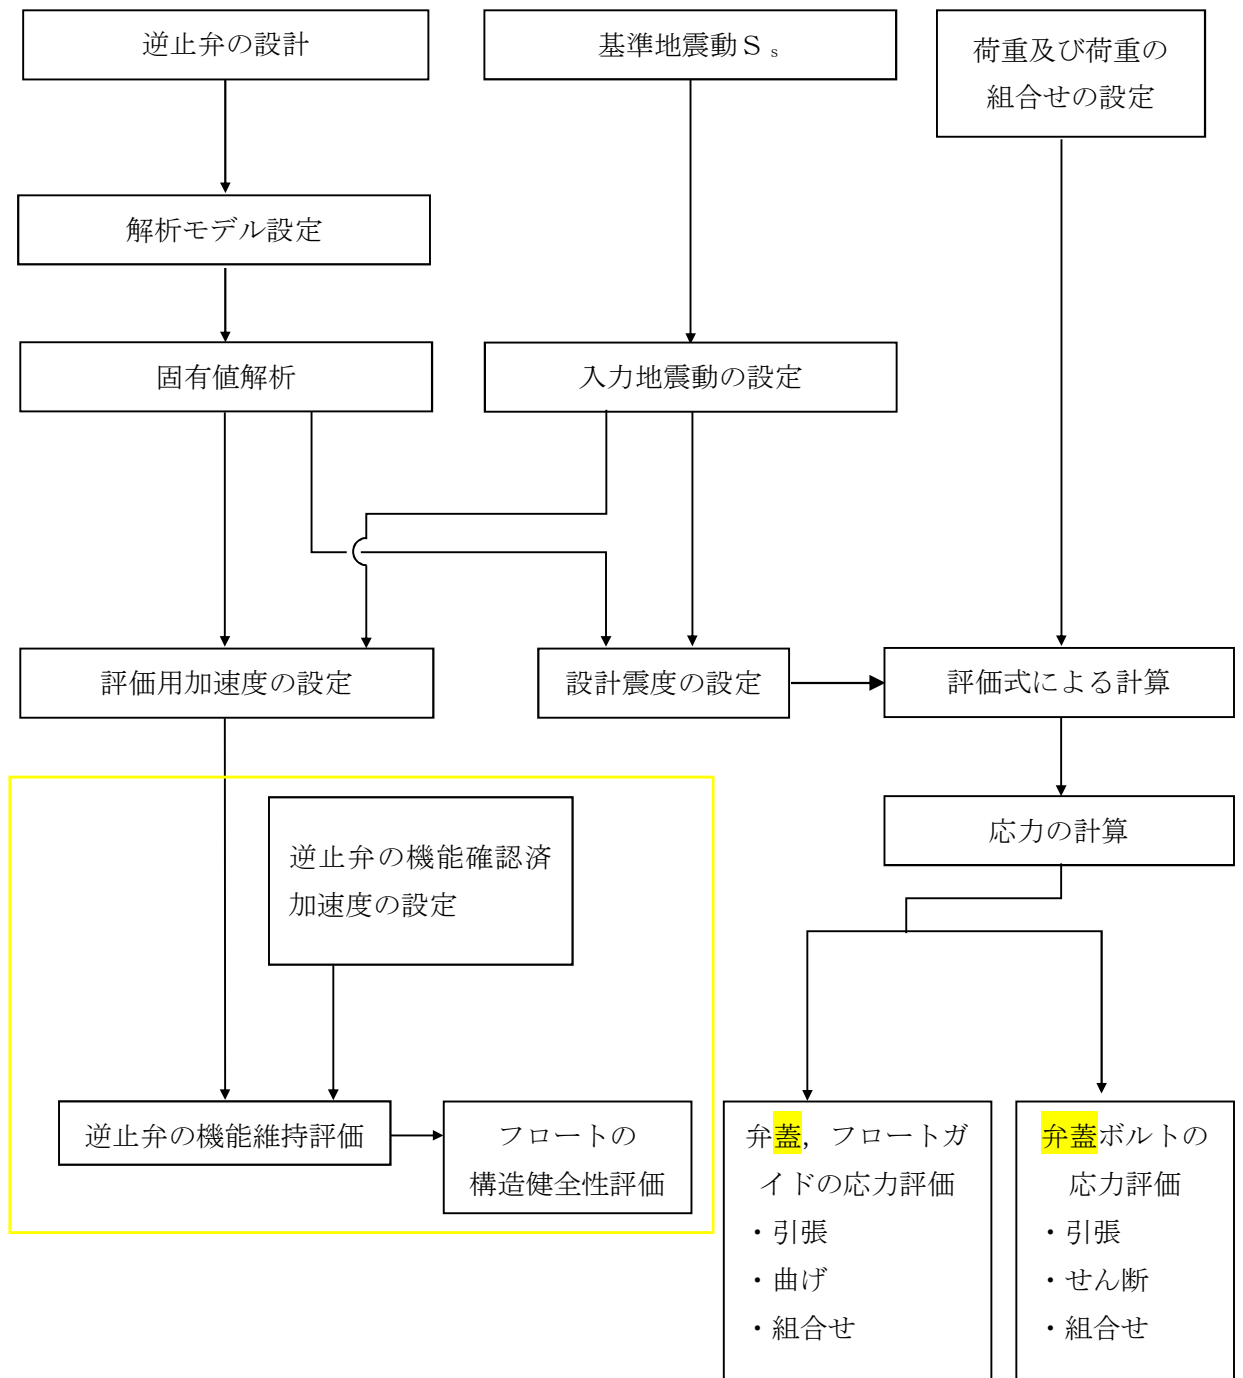 逆止弁の設計
基準地震動Ｓｓ
荷重及び荷重の
組合せの設定
解析モデル設定
固有値解析
入力地震動の設定
評価用加速度の設定
設計震度の設定
評価式による計算
逆止弁の機能確認済
加速度の設定
応力の計算
逆止弁の機能維持評価
フロートの
構造健全性評価
弁蓋，フロートガ
イドの応力評価
・引張
・曲げ
・組合せ
弁蓋ボルトの
応力評価
・引張
・せん断
・組合せ